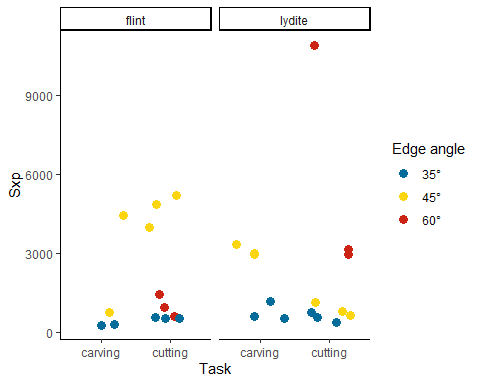 flint lydite
Sxp
9000
6000
3000
0
carving cutting carving cutting
Task
Edge angle
35°
45°
60°